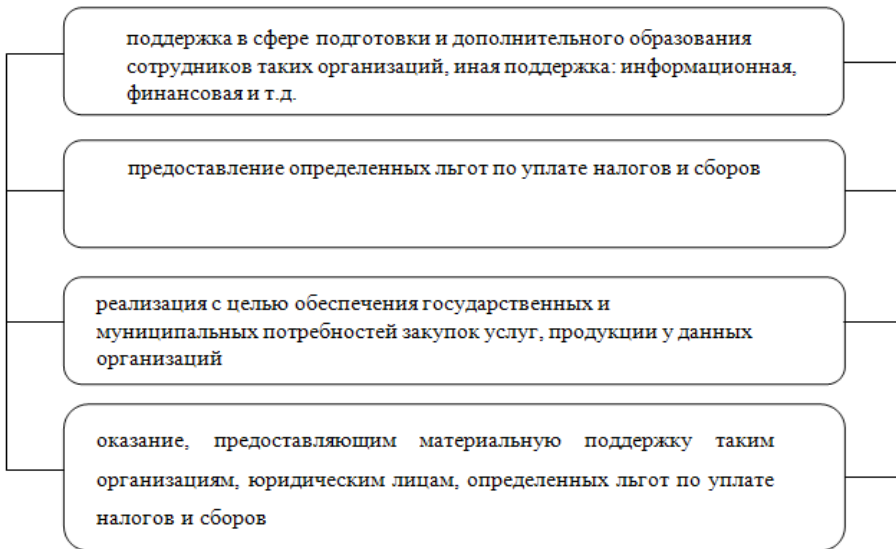 поддержка в сфере подготовки и дополнительного образования
сотрудников таких организаций, иная поддержка: информационная,
финансовая и т.д.
предоставление определенных льгот по уплате налогов и сборов
реализация с целью обеспечения государственных и
муниципальных потребностей закупок услуг, продукции у данных
организаций
оказание, предоставляющим материальную поддержку таким
организациям, юридическим лицам, определенных льгот по уплате
налогов и сборов